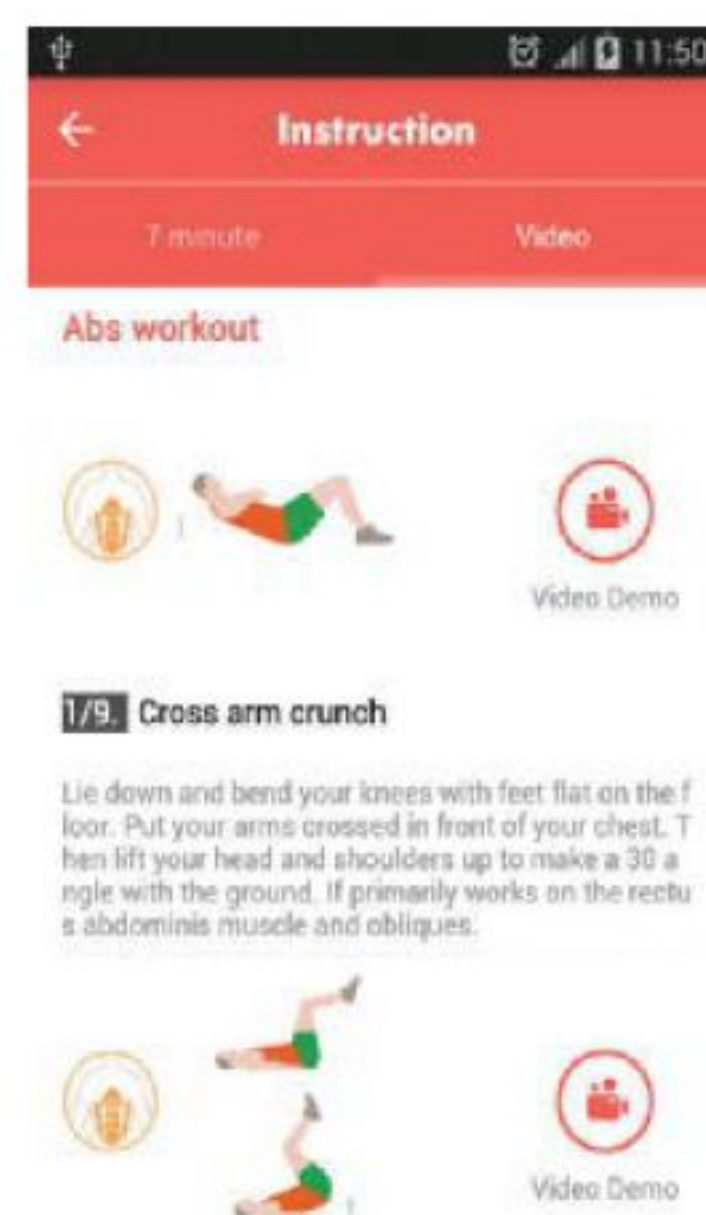 11:50
Instruction
7 minute Video
Abs workout
Video Demo
1/9. Cross arm crunch
Lie down and bend your knees with feet flat on the f
loor. Put your arms crossed in front of your chest. T
hen lift your head and shoulders up to make a 30 a
ngle with the ground. If primarily works on the rectu
s abdominis muscle and obliques.
Video Demo